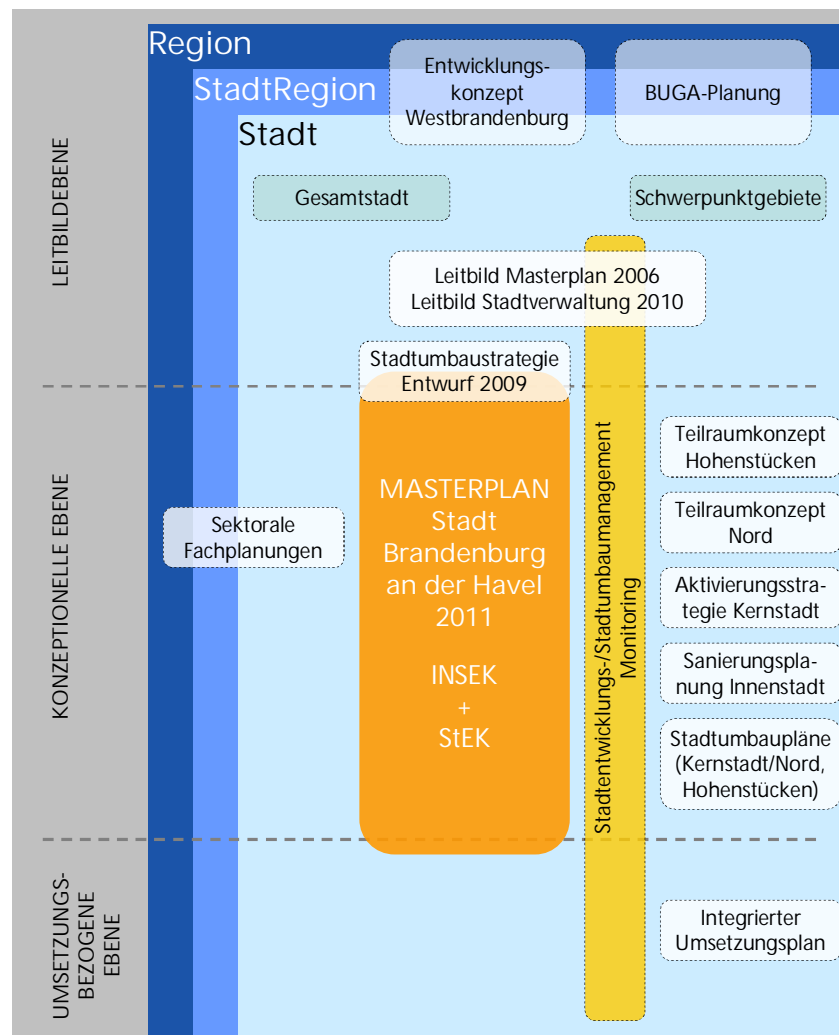 Region
StadtRegion
Stadt
Entwicklungs-
konzept
Westbrandenburg
BUGA-Planung
LEITBILDEBENE
Gesamtstadt
Schwerpunktgebiete
Leitbild Masterplan 2006
Leitbild Stadtverwaltung 2010
Stadtumbaustrategie
Entwurf 2009
KONZEPTIONELLE EBENE
Sektorale
Fachplanungen
MASTERPLAN
Stadt
Brandenburg
an der Havel
2011
INSEK
+
StEK
Stadtentwicklungs-/Stadtumbaumanagement
Monitoring
Teilraumkonzept
Hohenstücken
Teilraumkonzept
Nord
Aktivierungsstra-
tegie Kernstadt
Sanierungspla-
nung Innenstadt
Stadtumbaupläne
(Kernstadt/Nord,
Hohenstücken)
UMSETZUNGS-
BEZOGENE
EBENE
Integrierter
Umsetzungsplan